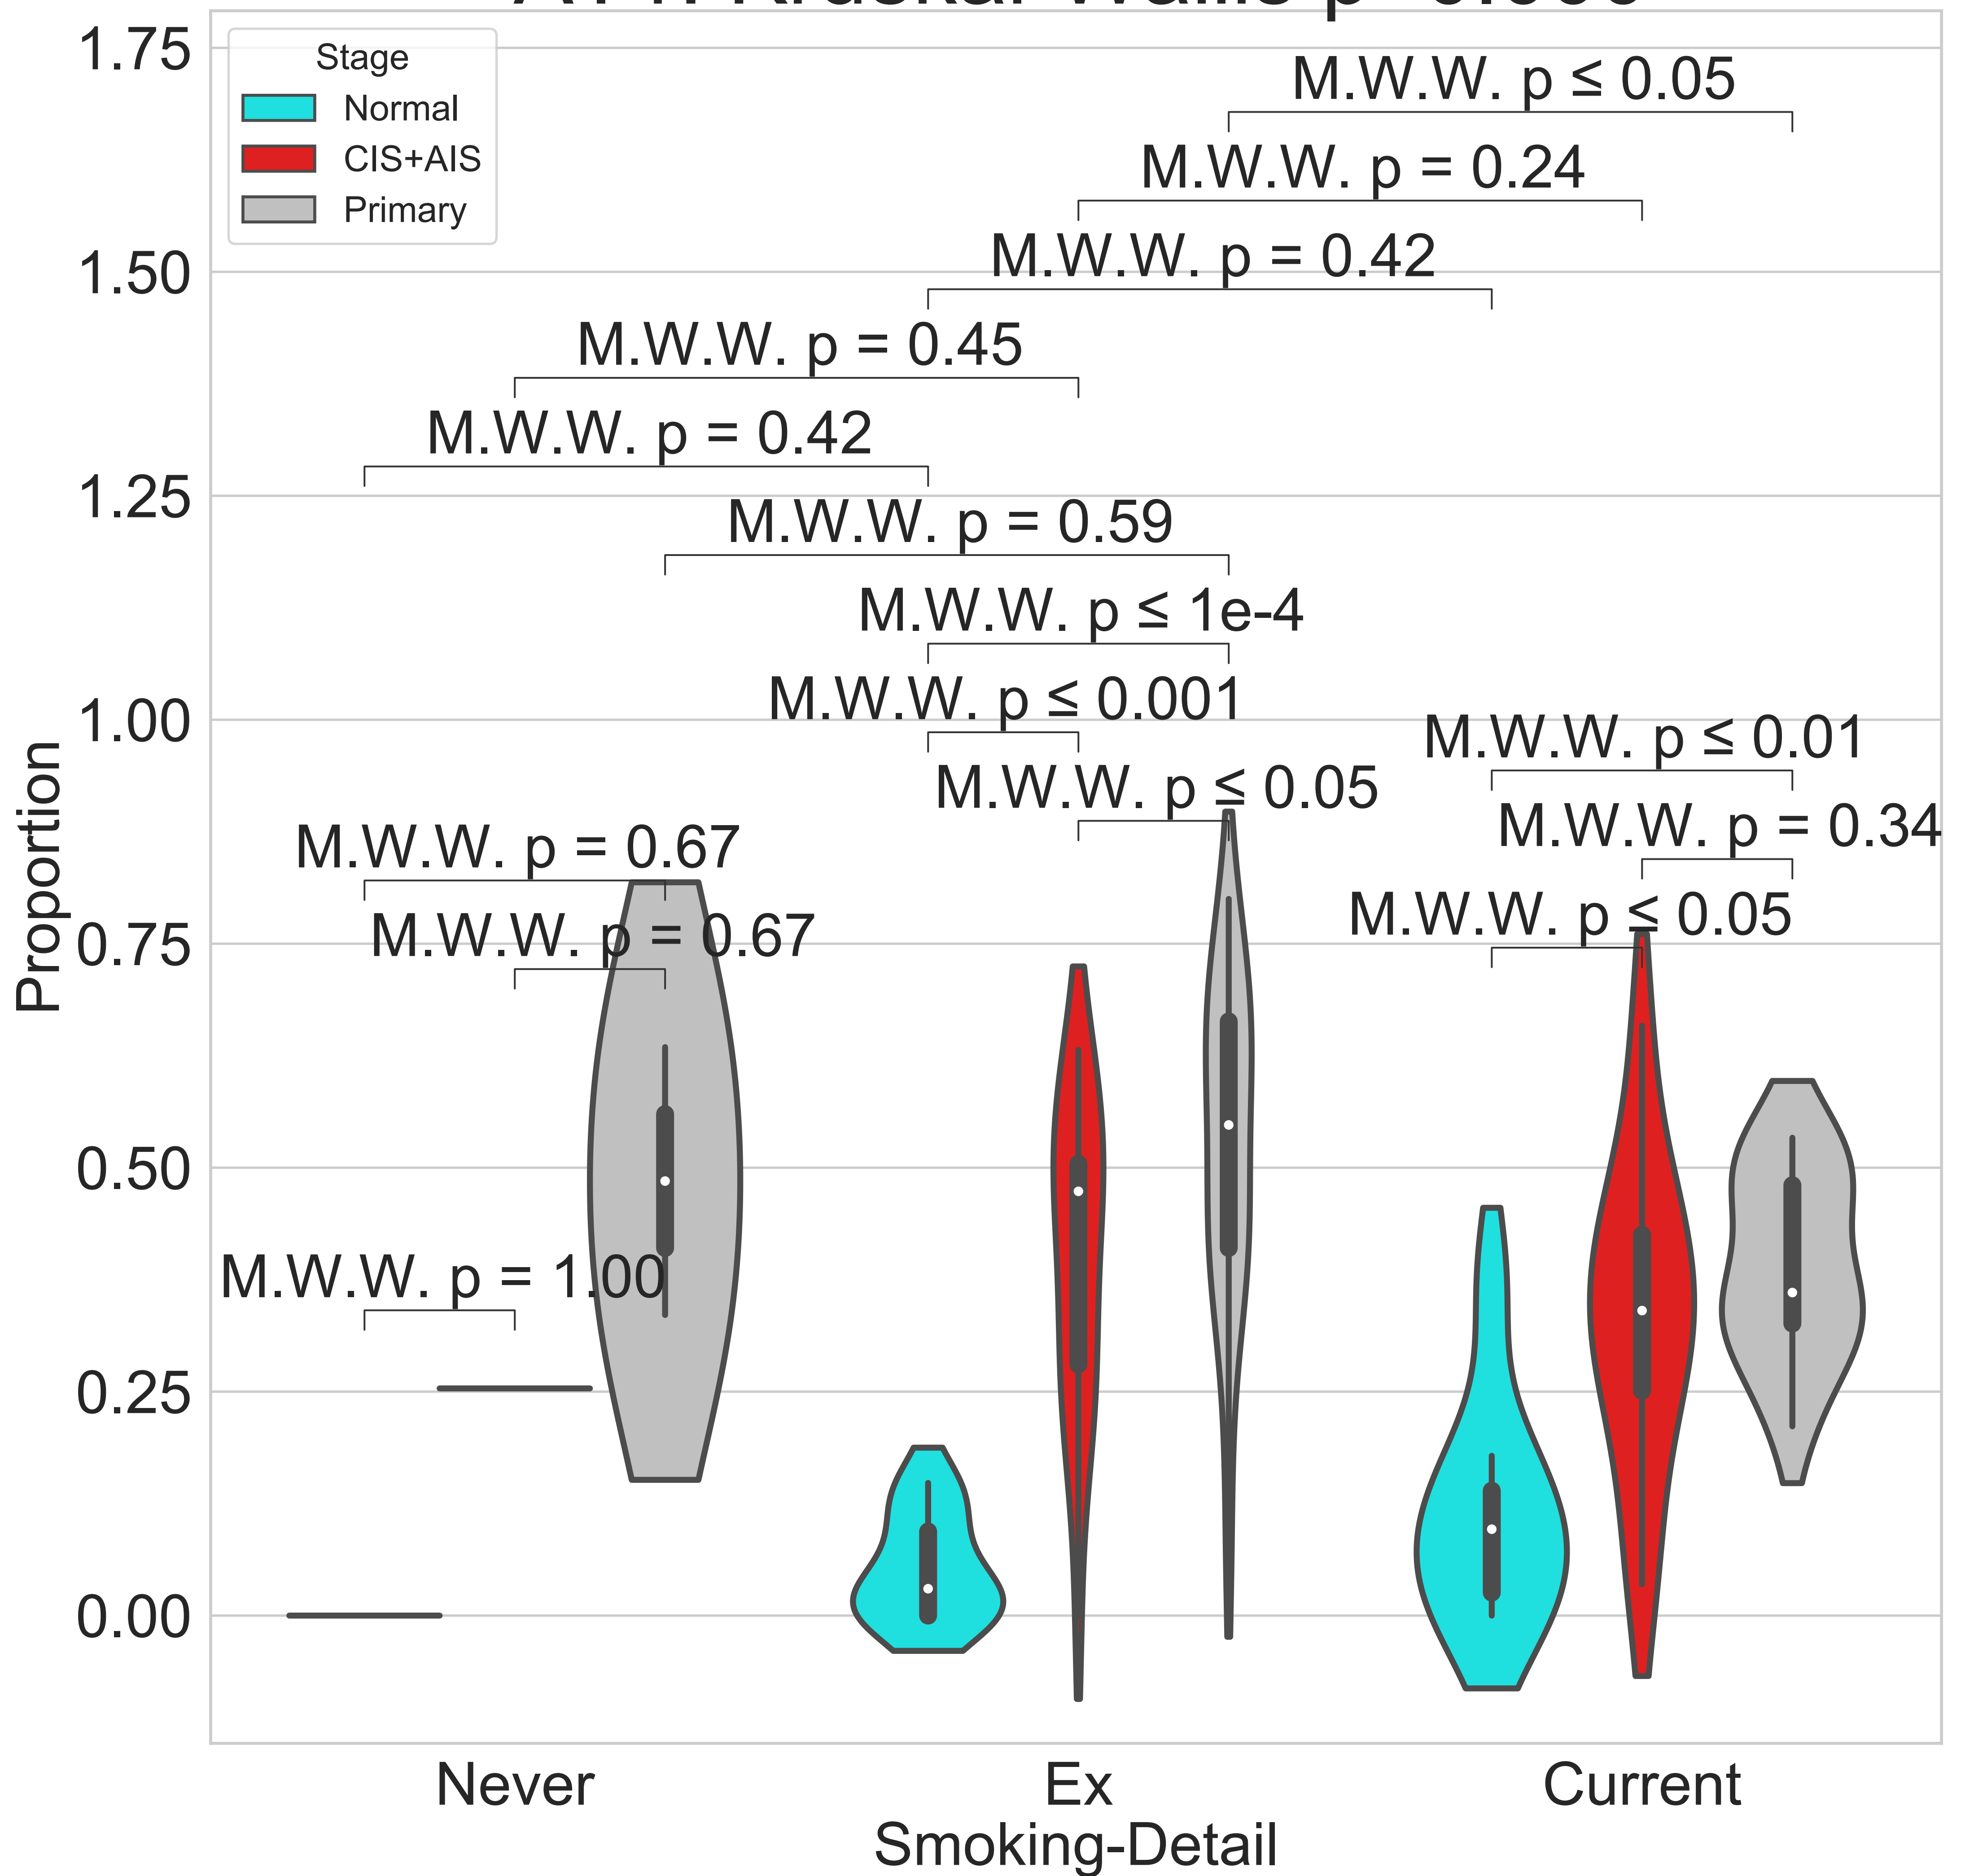 1.75
1.50
1.25
1.00
0.75
0.50
0.25
0.00
Proportion
Stage
Normal
CIS+AIS
Primary
M.W.W. p ≤ 0.05
M.W.W. p = 0.24
M.W.W. p = 0.42
M.W.W. p = 0.45
M.W.W. p = 0.42
M.W.W. p = 0.59
M.W.W. p ≤ 1e-4
M.W.W. p ≤ 0.001
M.W.W. p ≤ 0.01
M.W.W. p ≤ 0.05
M.W.W. p = 0.34
M.W.W. p = 0.67
M.W.W. p ≤ 0.05
M.W.W. p = 0.67
M.W.W. p = 1.00
Never
Ex
Current
Smoking-Detail